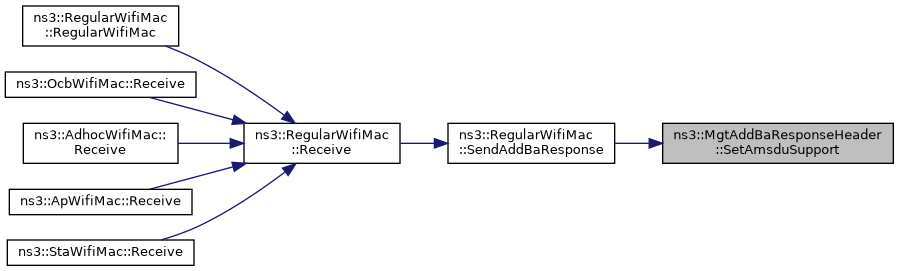 ns3::RegularWifiMac
::RegularWifiMac
ns3::OcbWifiMac::Receive
ns3::AdhocWifiMac::
Receive
ns3::ApWifiMac::Receive
ns3::StaWifiMac::Receive
ns3::RegularWifiMac
::Receive
ns3::RegularWifiMac
::SendAddBaResponse
ns3::MgtAddBaResponseHeader
::SetAmsduSupport